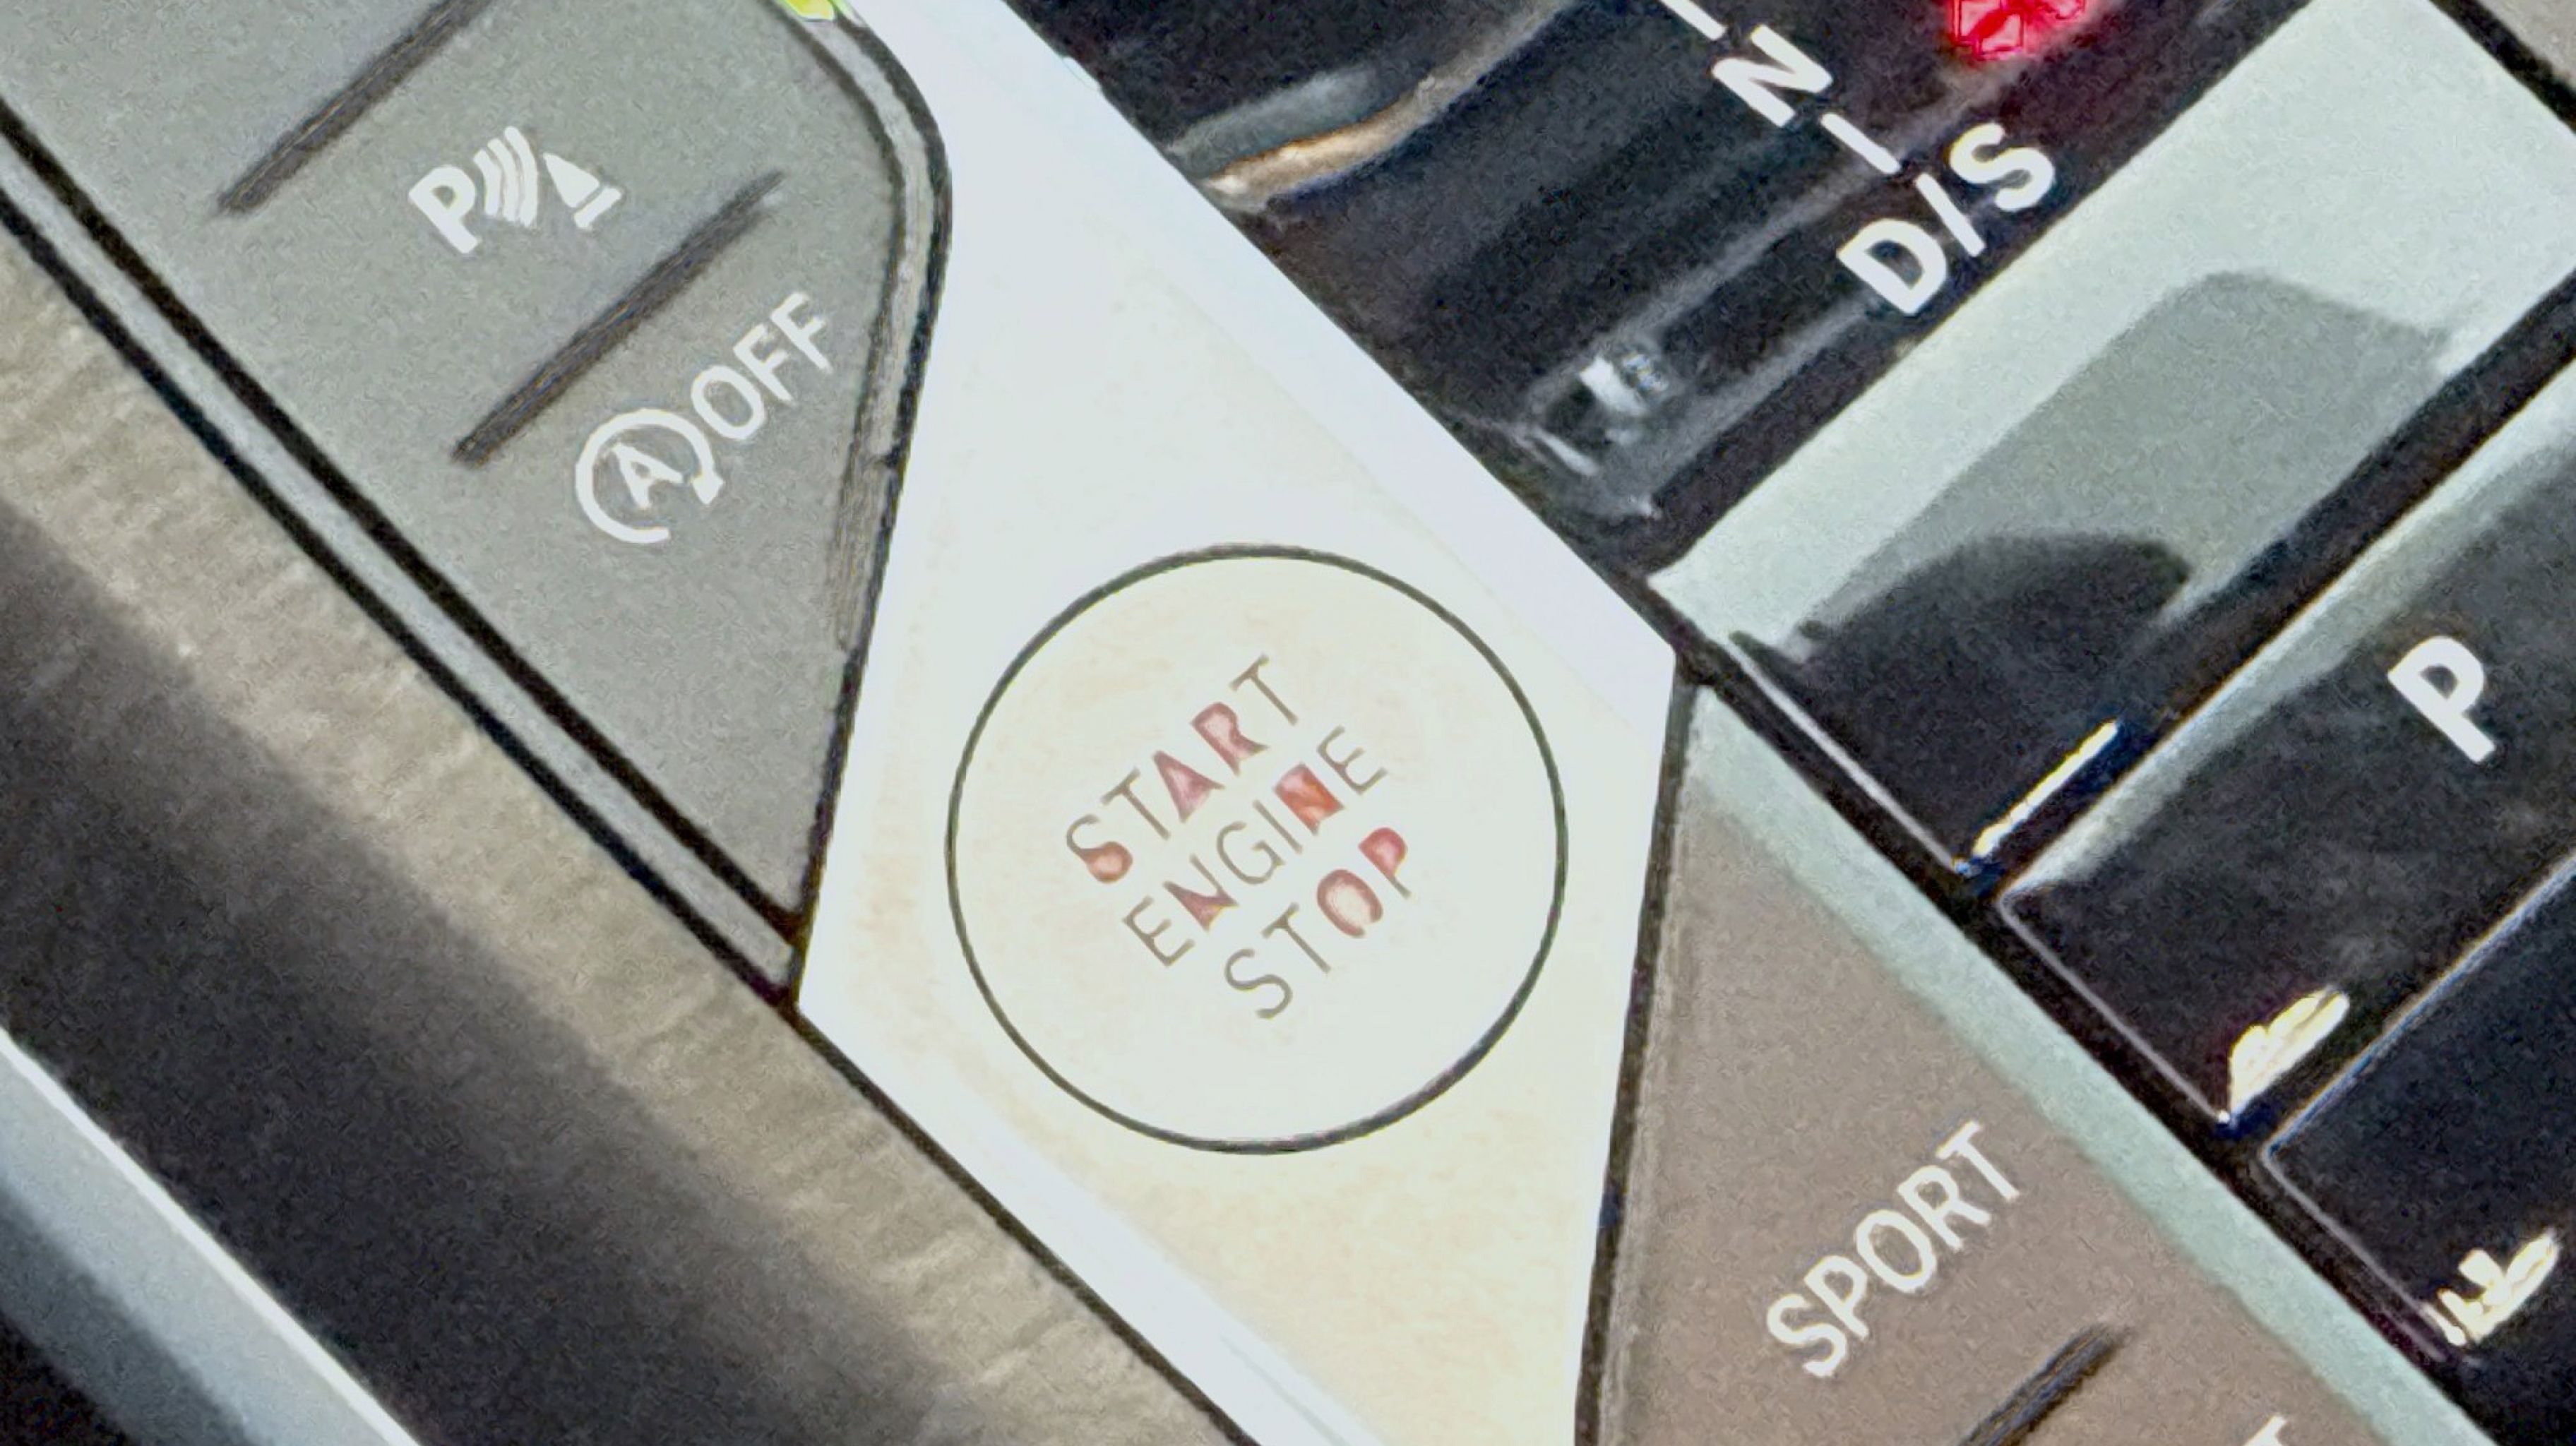 N
D/S
P
A OFF
P
START
ENGINE
STOP
SPORT